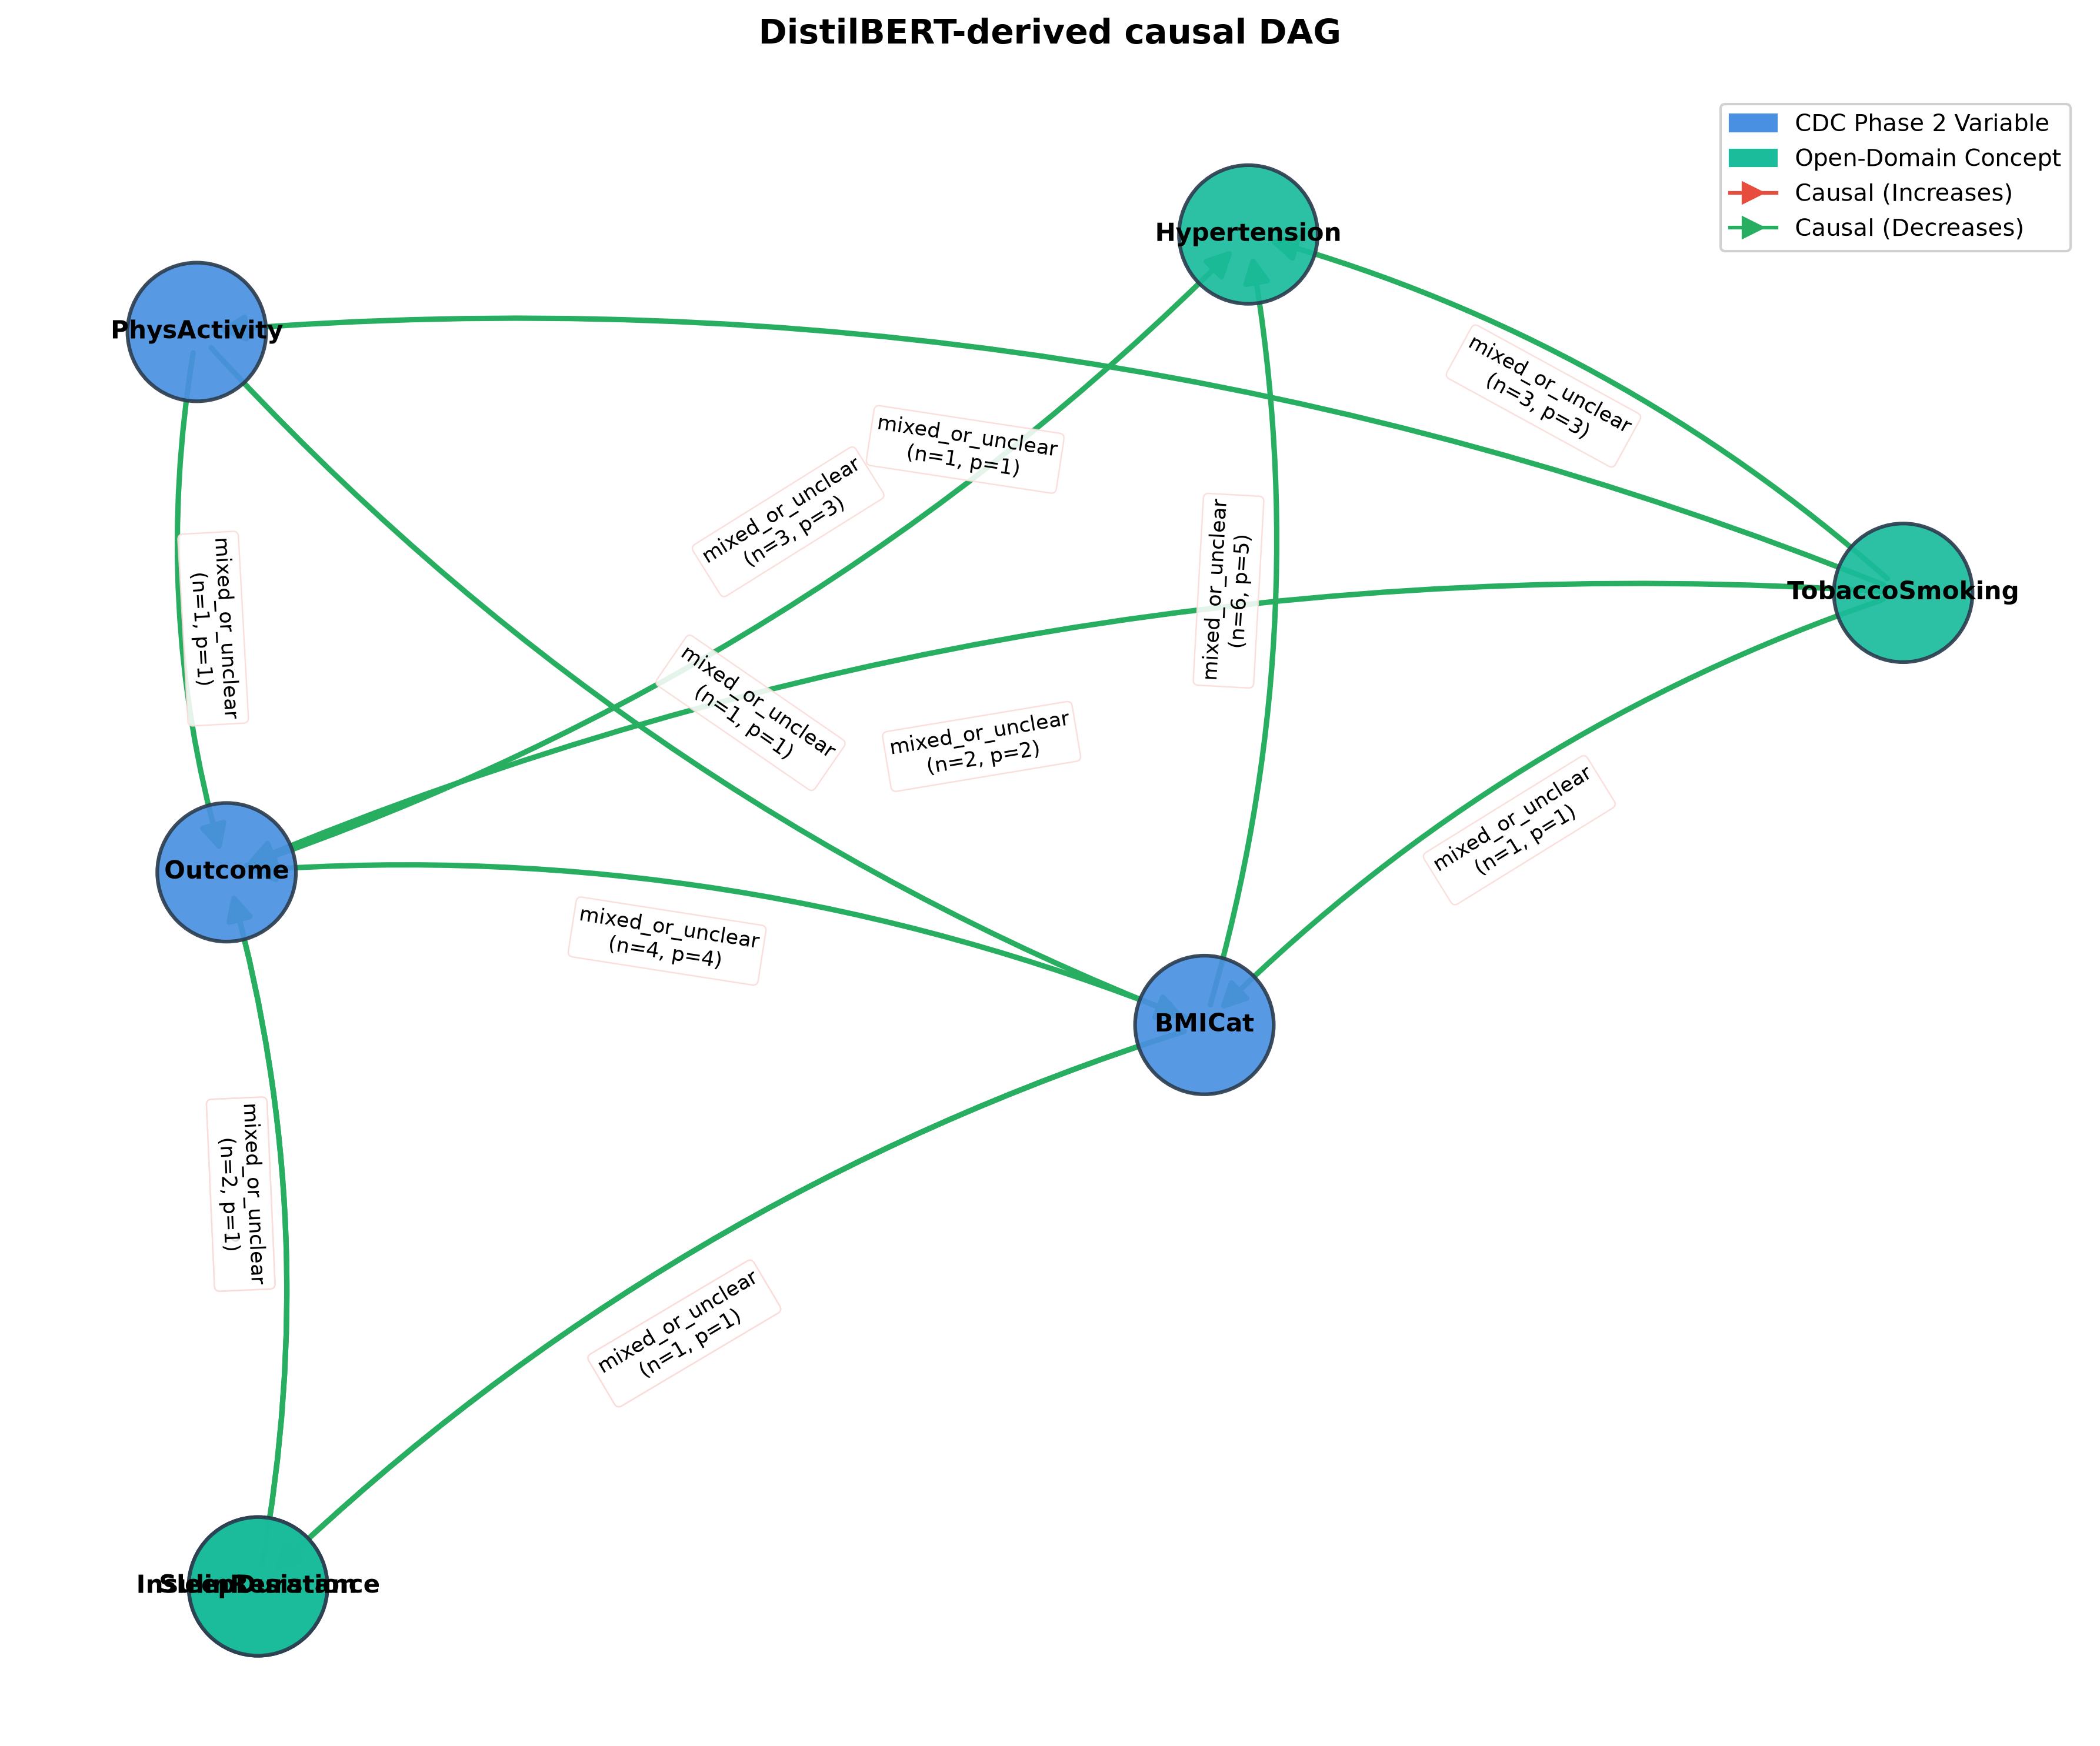 DistilBERT-derived causal DAG
CDC Phase 2 Variable
Open-Domain Concept
Causal (Increases)
Causal (Decreases)
Hypertension
PhysActivity
mixed_or_unclear
(n=3, p=3)
mixed_or_unclear
(n=1, p=1)
mixed_or_unclear
(n=3, p=3)
mixed_or_unclear
(n=6, p=5)
TobaccoSmoking
mixed_or_unclear
(n=1, p=1)
mixed_or_unclear
(n=1, p=1)
mixed_or_unclear
(n=2, p=2)
mixed_or_unclear
(n=1, p=1)
Outcome
mixed_or_unclear
(n=4, p=4)
BMICat
mixed_or_unclear
(n=2, p=1)
mixed_or_unclear
(n=1, p=1)
InsulinResistance
SleepDuration